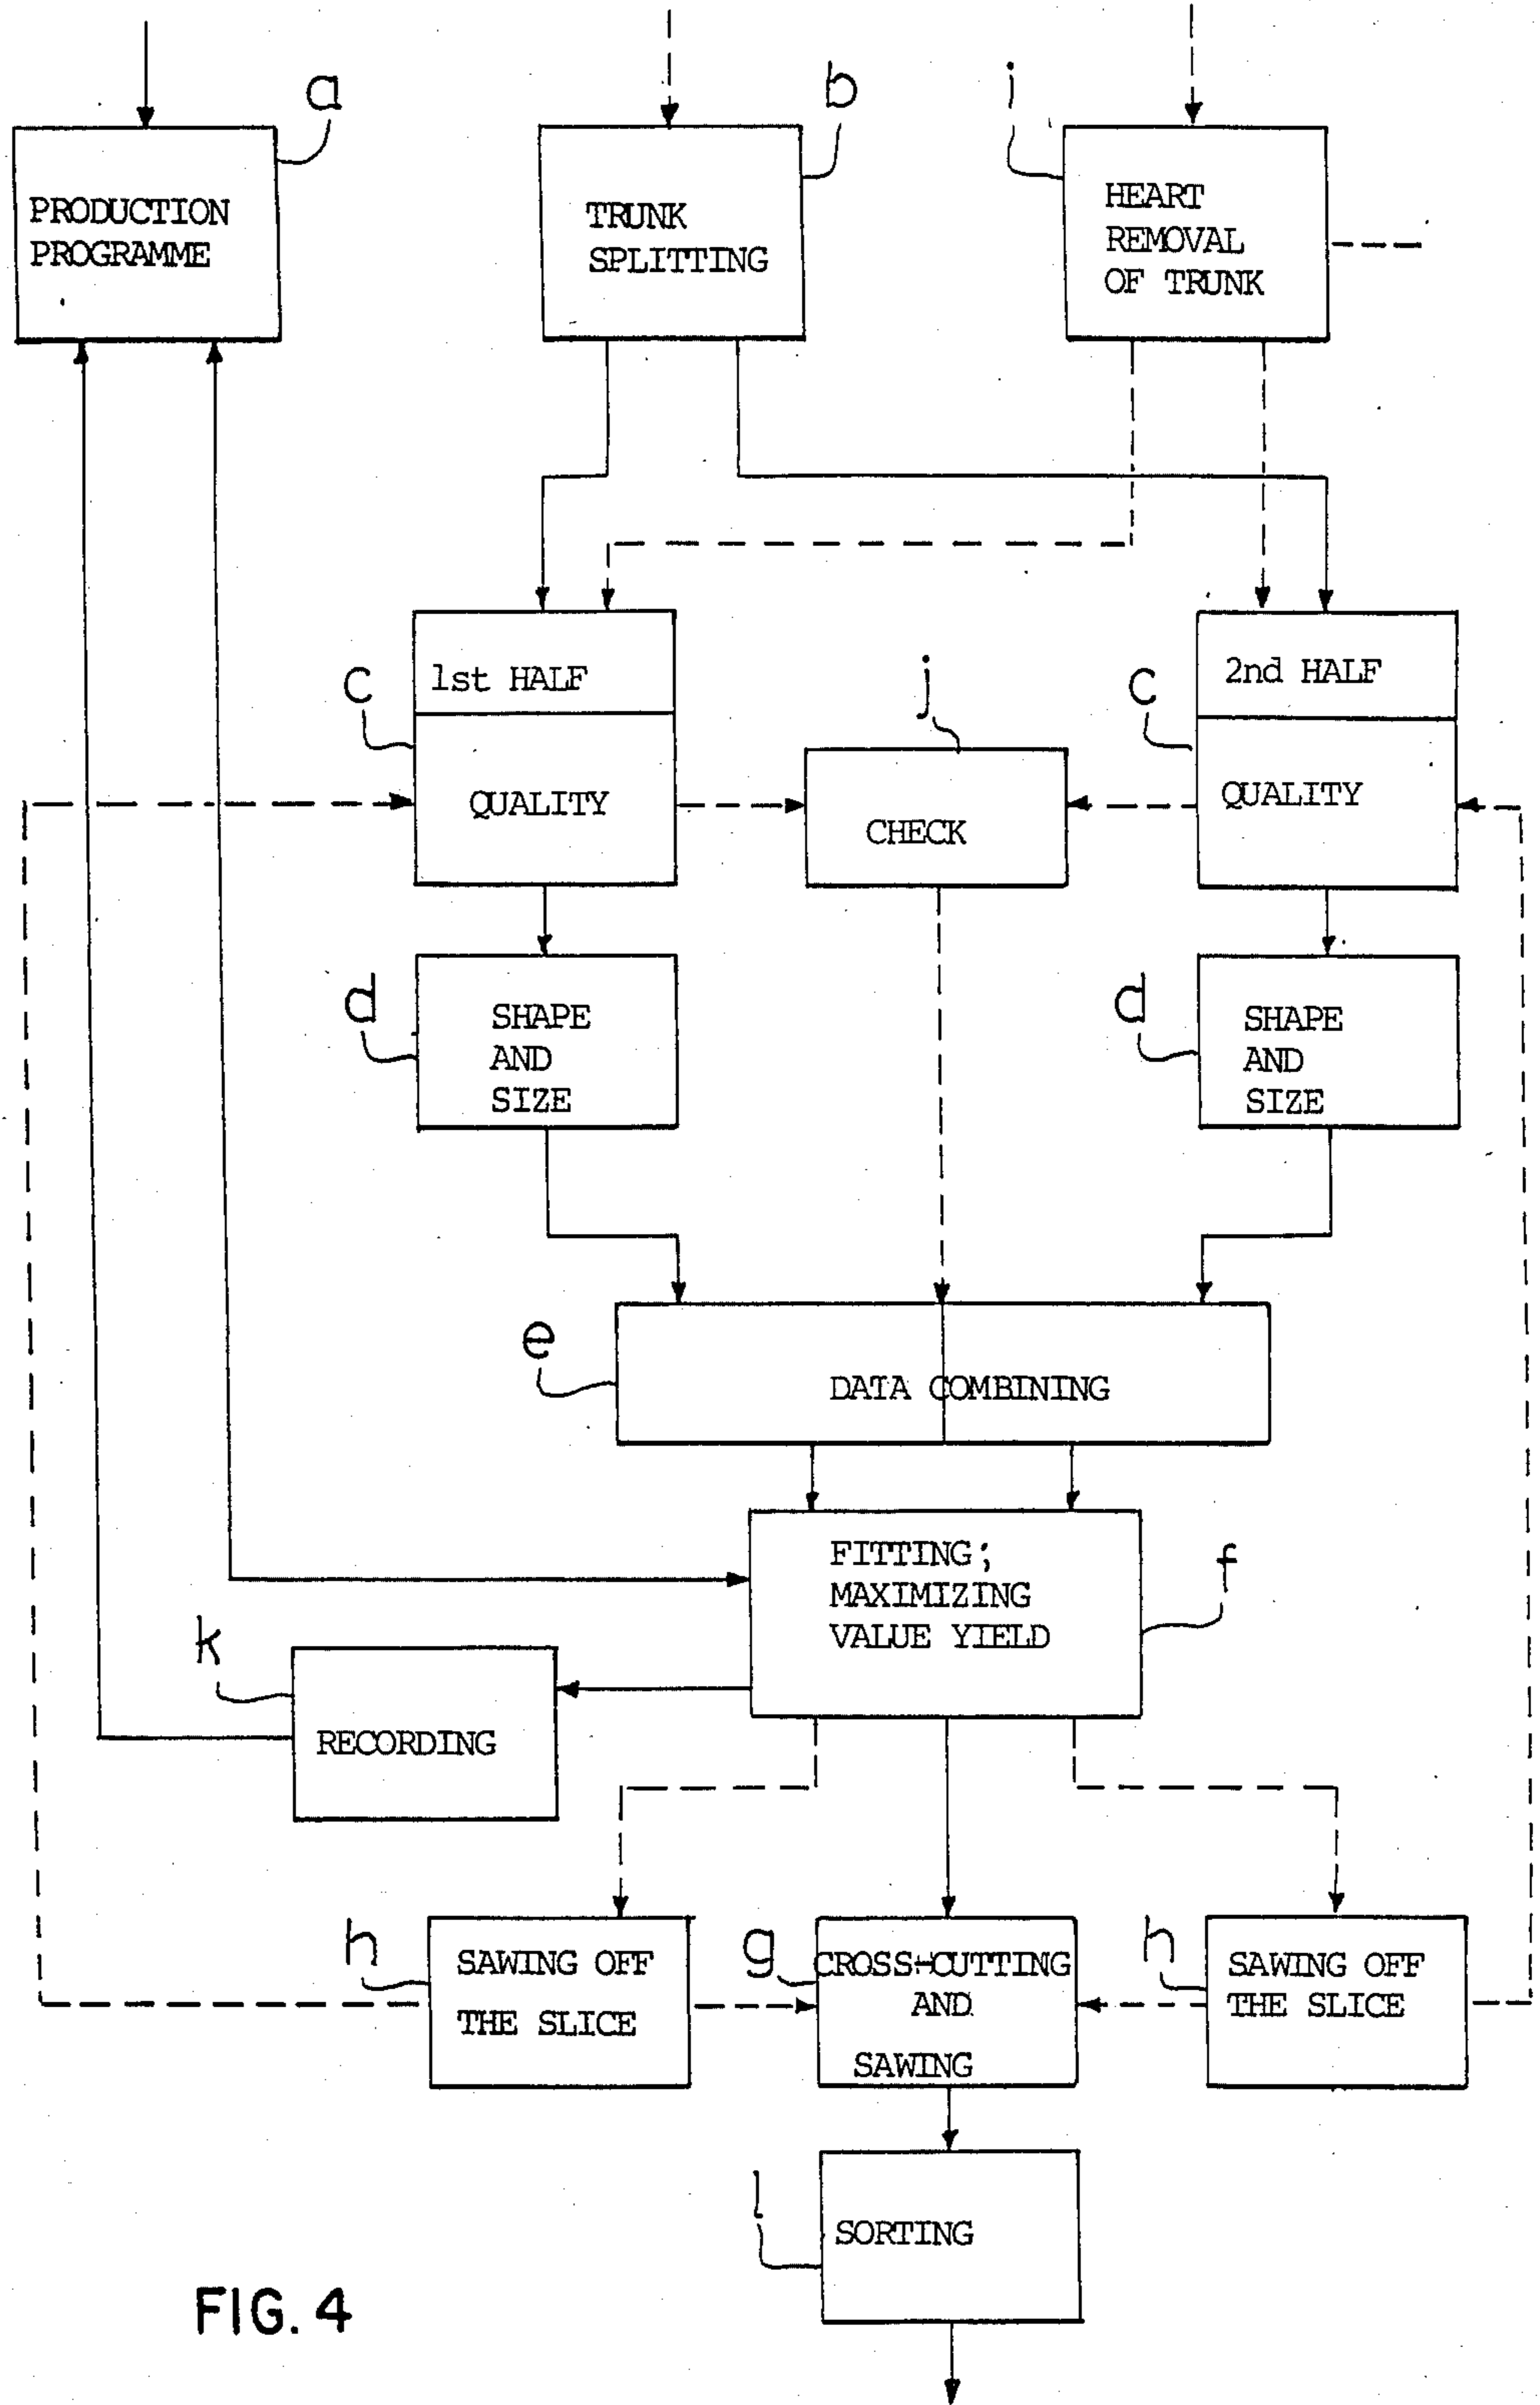 a
b
i
PRODUCTION
PROGRAMME
TRUNK
SPLITTING
HEART
REMOVAL
OF TRUNK
c
1st HALF
QUALITY
j
CHECK
c
2nd HALF
QUALITY
d
SHAPE
AND
SIZE
d
SHAPE
AND
SIZE
e
DATA COMBINING
f
FITTING;
MAXIMIZING
VALUE YIELD
k
RECORDING
h
SAWING OFF
THE SLICE
g
CROSS-CUTTING
AND
SAWING
h
SAWING OFF
THE SLICE
l
SORTING
FIG. 4